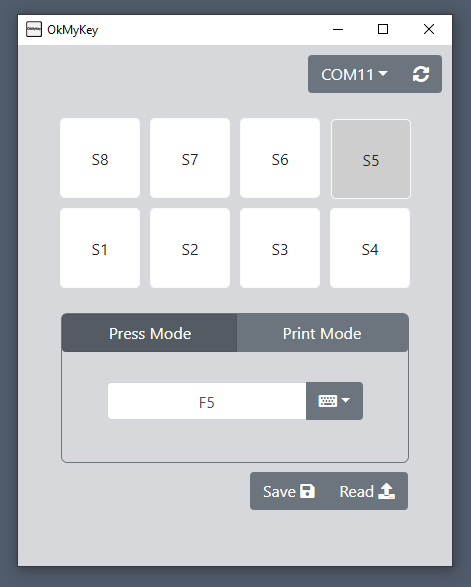 OkMyKey
COM11
S8 S7 S6 S5
S1 S2 S3 S4
Press Mode Print Mode
F5
Save Read